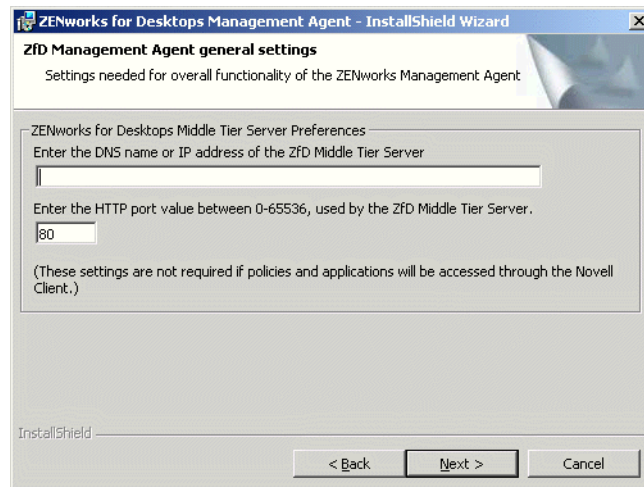 ZENworks for Desktops Management Agent - InstallShield Wizard
ZfD Management Agent general settings
Settings needed for overall functionality of the ZENworks Management Agent
ZENworks for Desktops Middle Tier Server Preferences
Enter the DNS name or IP address of the ZfD Middle Tier Server
Enter the HTTP port value between 0-65536, used by the ZfD Middle Tier Server.
80
(These settings are not required if policies and applications will be accessed through the Novell
Client.)
InstallShield
< Back Next > Cancel